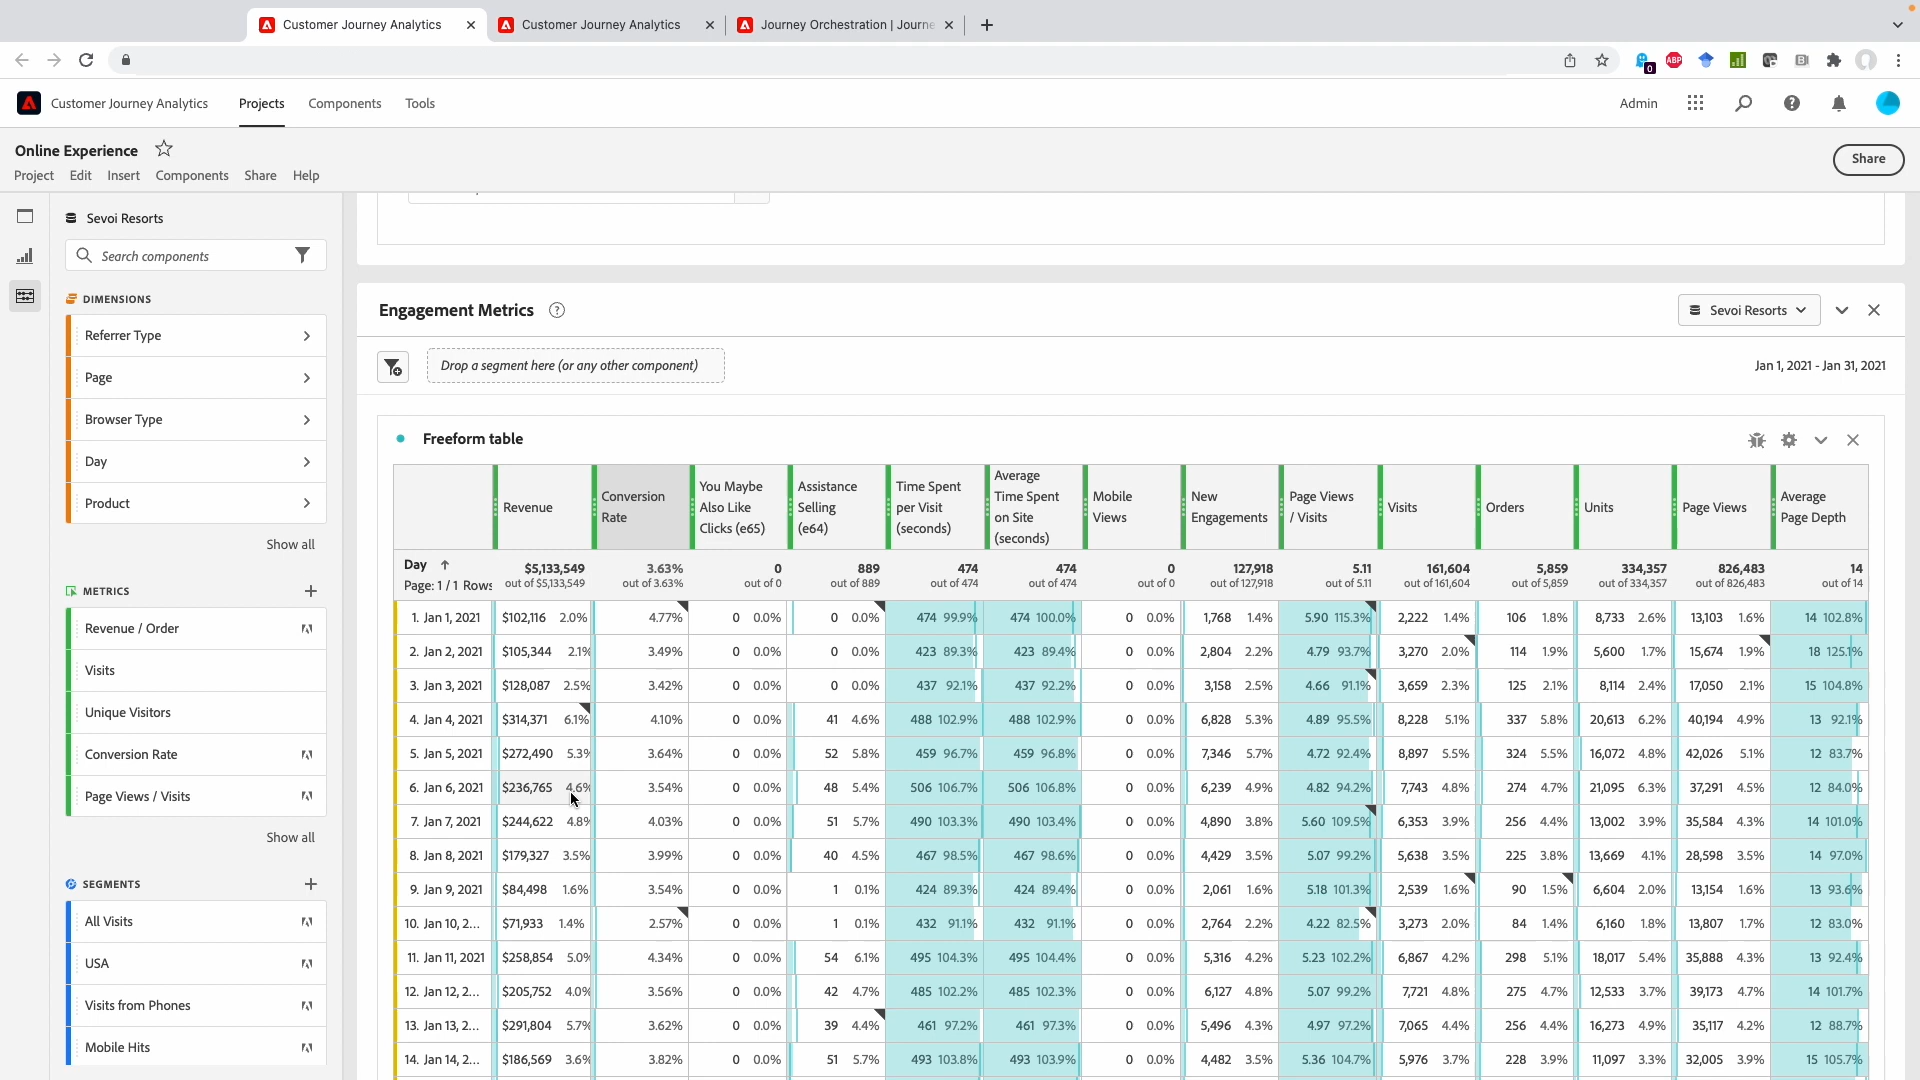 Customer Journey Analytics
Customer Journey Analytics
Journey Orchestration | Journe
0
ABP
Customer Journey Analytics
Projects
Components
Tools
Admin
Online Experience
Share
Project
Edit
Insert
Components
Share
Help
Sevoi Resorts
Search components
DIMENSIONS
Referrer Type
Page
Browser Type
Day
Product
Show all
METRICS
Revenue / Order
Visits
Unique Visitors
Conversion Rate
Page Views / Visits
Show all
SEGMENTS
All Visits
USA
Visits from Phones
Mobile Hits
Engagement Metrics
Sevoi Resorts
Drop a segment here (or any other component)
Jan 1, 2021 - Jan 31, 2021
Freeform table
Revenue
Conversion
Rate
You Maybe
Also Like
Clicks (e65)
Assistance
Selling
(e64)
Time Spent
per Visit
(seconds)
Average
Time Spent
on Site
(seconds)
Mobile
Views
New
Engagements
Page Views
/ Visits
Visits
Orders
Units
Page Views
Average
Page Depth
Day ↑ $5,133,549 3.63% 0 889 474 474 0 127,918 5.11 161,604 5,859 334,357 826,483 14
Page: 1 / 1 Rows out of $5,133,549 out of 3.63% out of 0 out of 889 out of 474 out of 474 out of 0 out of 127,918 out of 5.11 out of 161,604 out of 5,859 out of 334,357 out of 826,483 out of 14
1. Jan 1, 2021 $102,116 2.0% 4.77% 0 0.0% 0 0.0% 474 99.9% 474 100.0% 0 0.0% 1,768 1.4% 5.90 115.3% 2,222 1.4% 106 1.8% 8,733 2.6% 13,103 1.6% 14 102.8%
2. Jan 2, 2021 $105,344 2.1% 3.49% 0 0.0% 0 0.0% 423 89.3% 423 89.4% 0 0.0% 2,804 2.2% 4.79 93.7% 3,270 2.0% 114 1.9% 5,600 1.7% 15,674 1.9% 18 125.1%
3. Jan 3, 2021 $128,087 2.5% 3.42% 0 0.0% 0 0.0% 437 92.1% 437 92.2% 0 0.0% 3,158 2.5% 4.66 91.1% 3,659 2.3% 125 2.1% 8,114 2.4% 17,050 2.1% 15 104.8%
4. Jan 4, 2021 $314,371 6.1% 4.10% 0 0.0% 41 4.6% 488 102.9% 488 102.9% 0 0.0% 6,828 5.3% 4.89 95.5% 8,228 5.1% 337 5.8% 20,613 6.2% 40,194 4.9% 13 92.1%
5. Jan 5, 2021 $272,490 5.3% 3.64% 0 0.0% 52 5.8% 459 96.7% 459 96.8% 0 0.0% 7,346 5.7% 4.72 92.4% 8,897 5.5% 324 5.5% 16,072 4.8% 42,026 5.1% 12 83.7%
6. Jan 6, 2021 $236,765 4.6% 3.54% 0 0.0% 48 5.4% 506 106.7% 506 106.8% 0 0.0% 6,239 4.9% 4.82 94.2% 7,743 4.8% 274 4.7% 21,095 6.3% 37,291 4.5% 12 84.0%
7. Jan 7, 2021 $244,622 4.8% 4.03% 0 0.0% 51 5.7% 490 103.3% 490 103.4% 0 0.0% 4,890 3.8% 5.60 109.5% 6,353 3.9% 256 4.4% 13,002 3.9% 35,584 4.3% 14 101.0%
8. Jan 8, 2021 $179,327 3.5% 3.99% 0 0.0% 40 4.5% 467 98.5% 467 98.6% 0 0.0% 4,429 3.5% 5.07 99.2% 5,638 3.5% 225 3.8% 13,669 4.1% 28,598 3.5% 14 97.0%
9. Jan 9, 2021 $84,498 1.6% 3.54% 0 0.0% 1 0.1% 424 89.3% 424 89.4% 0 0.0% 2,061 1.6% 5.18 101.3% 2,539 1.6% 90 1.5% 6,604 2.0% 13,154 1.6% 13 93.6%
10. Jan 10, 2... $71,933 1.4% 2.57% 0 0.0% 1 0.1% 432 91.1% 432 91.1% 0 0.0% 2,764 2.2% 4.22 82.5% 3,273 2.0% 84 1.4% 6,160 1.8% 13,807 1.7% 12 83.0%
11. Jan 11, 2021 $258,854 5.0% 4.34% 0 0.0% 54 6.1% 495 104.3% 495 104.4% 0 0.0% 5,316 4.2% 5.23 102.2% 6,867 4.2% 298 5.1% 18,017 5.4% 35,888 4.3% 13 92.4%
12. Jan 12, 2... $205,752 4.0% 3.56% 0 0.0% 42 4.7% 485 102.2% 485 102.3% 0 0.0% 6,127 4.8% 5.07 99.2% 7,721 4.8% 275 4.7% 12,533 3.7% 39,173 4.7% 14 101.7%
13. Jan 13, 2... $291,804 5.7% 3.62% 0 0.0% 39 4.4% 461 97.2% 461 97.3% 0 0.0% 5,496 4.3% 4.97 97.2% 7,065 4.4% 256 4.4% 16,273 4.9% 35,117 4.2% 12 88.7%
14. Jan 14, 2... $186,569 3.6% 3.82% 0 0.0% 51 5.7% 493 103.8% 493 103.9% 0 0.0% 4,482 3.5% 5.36 104.7% 5,976 3.7% 228 3.9% 11,097 3.3% 32,005 3.9% 15 105.7%